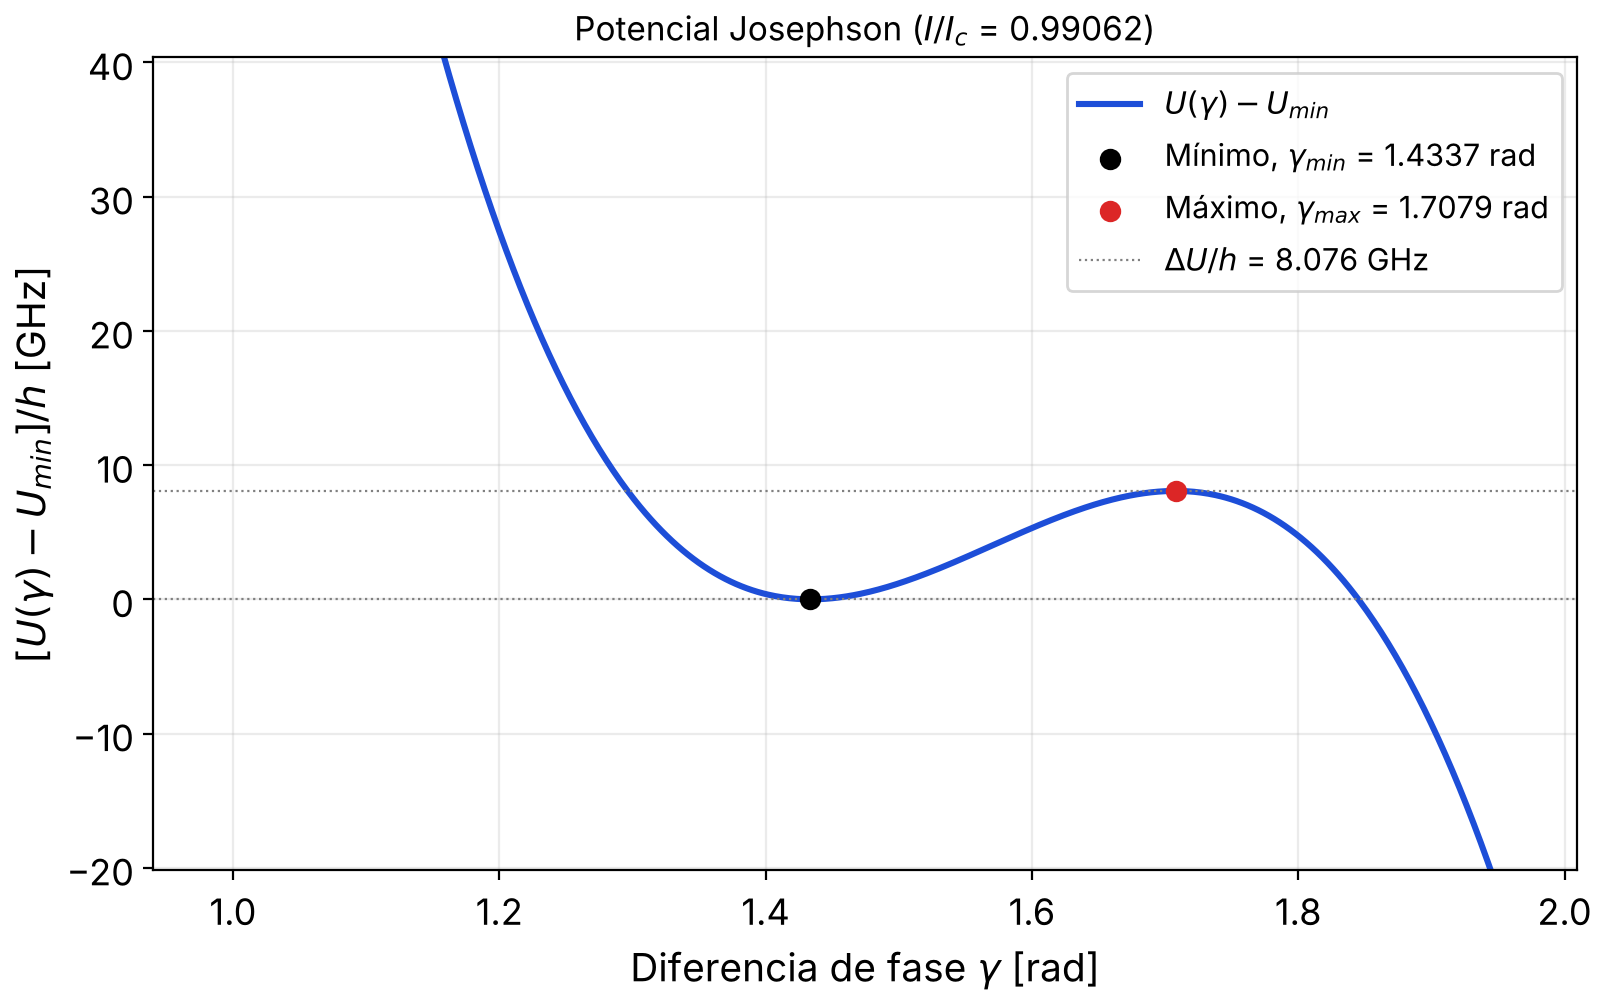 Potencial Josephson (I/I_c = 0.99062)
[U(γ) − U_min]/h [GHz]
40
30
20
10
0
−10
−20
U(γ) − U_min
Mínimo, γ_min = 1.4337 rad
Máximo, γ_max = 1.7079 rad
ΔU/h = 8.076 GHz
1.0 1.2 1.4 1.6 1.8 2.0
Diferencia de fase γ [rad]